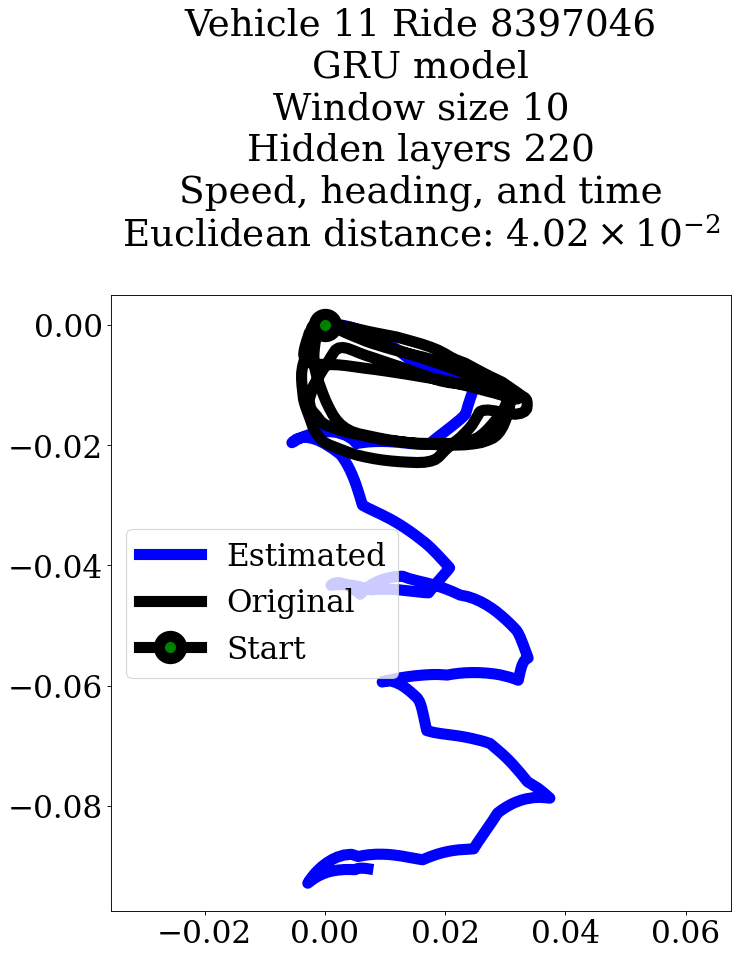 Vehicle 11 Ride 8397046
GRU model
Window size 10
Hidden layers 220
Speed, heading, and time
Euclidean distance: 4.02 × 10⁻²
0.00
−0.02
−0.04
−0.06
−0.08
Estimated
Original
Start
−0.02 0.00 0.02 0.04 0.06